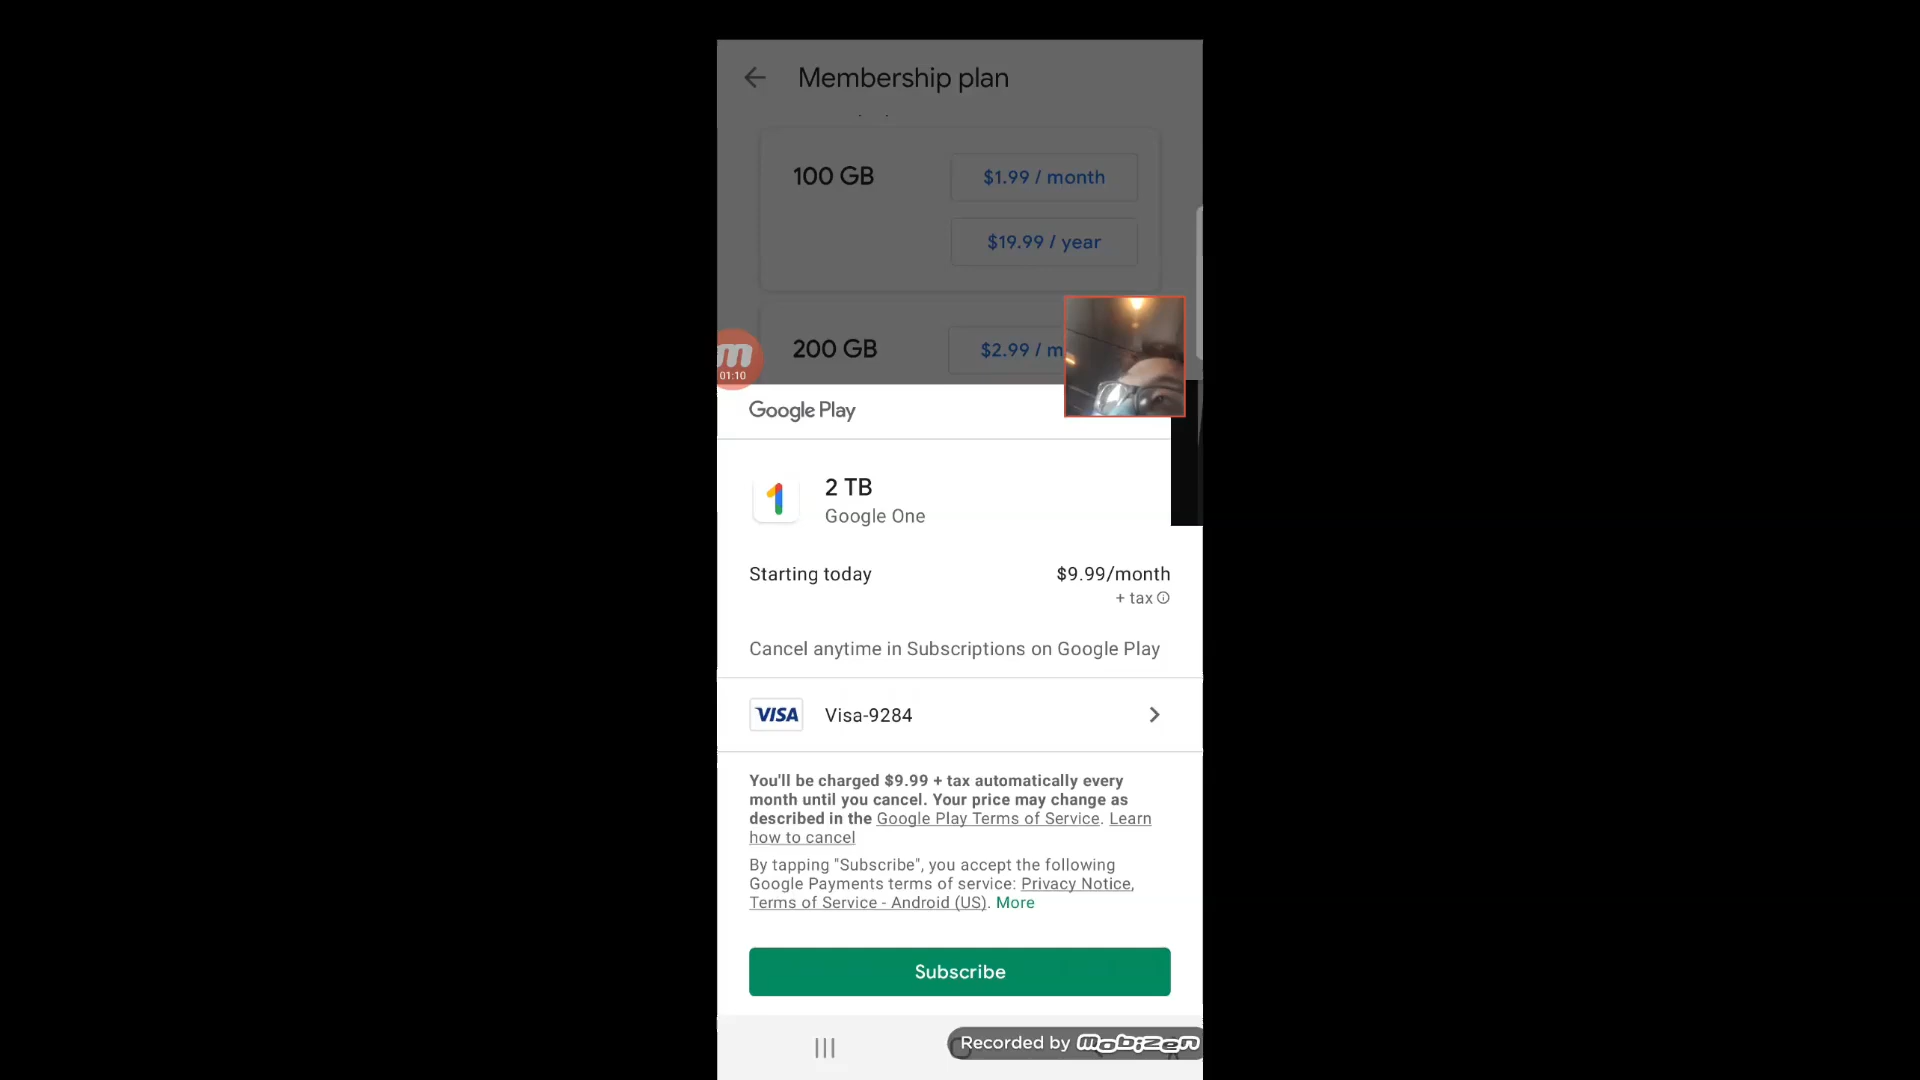 Membership plan
100 GB
$1.99 / month
$19.99 / year
200 GB
$2.99 / m
m
01:10
Google Play
1
2 TB
Google One
Starting today
$9.99/month
+ tax
Cancel anytime in Subscriptions on Google Play
VISA
Visa-9284
You'll be charged $9.99 + tax automatically every
month until you cancel. Your price may change as
described in the Google Play Terms of Service. Learn
how to cancel
By tapping "Subscribe", you accept the following
Google Payments terms of service: Privacy Notice,
Terms of Service - Android (US). More
Subscribe
Recorded by mobizen